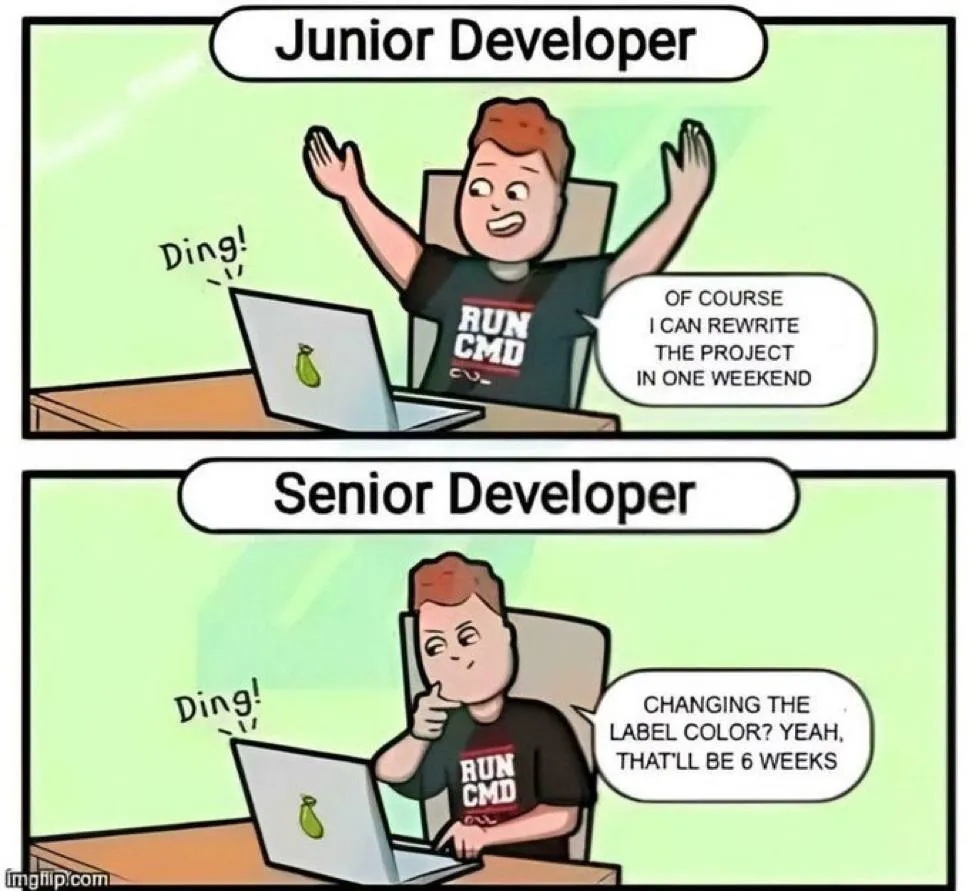 Junior Developer
Ding!
RUN
CMD
OF COURSE
I CAN REWRITE
THE PROJECT
IN ONE WEEKEND
Senior Developer
Ding!
RUN
CMD
CHANGING THE
LABEL COLOR? YEAH,
THAT'LL BE 6 WEEKS
imgflip.com